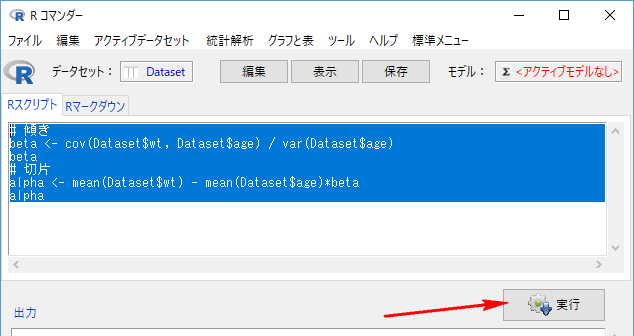 R コマンダー
ファイル 編集 アクティブデータセット 統計解析 グラフと表 ツール ヘルプ 標準メニュー
R データセット： Dataset 編集 表示 保存 モデル： Σ <アクティブモデルなし>
Rスクリプト Rマークダウン
# 傾き
beta <- cov(Dataset$wt, Dataset$age) / var(Dataset$age)
beta
# 切片
alpha <- mean(Dataset$wt) - mean(Dataset$age)*beta
alpha
実行
出力